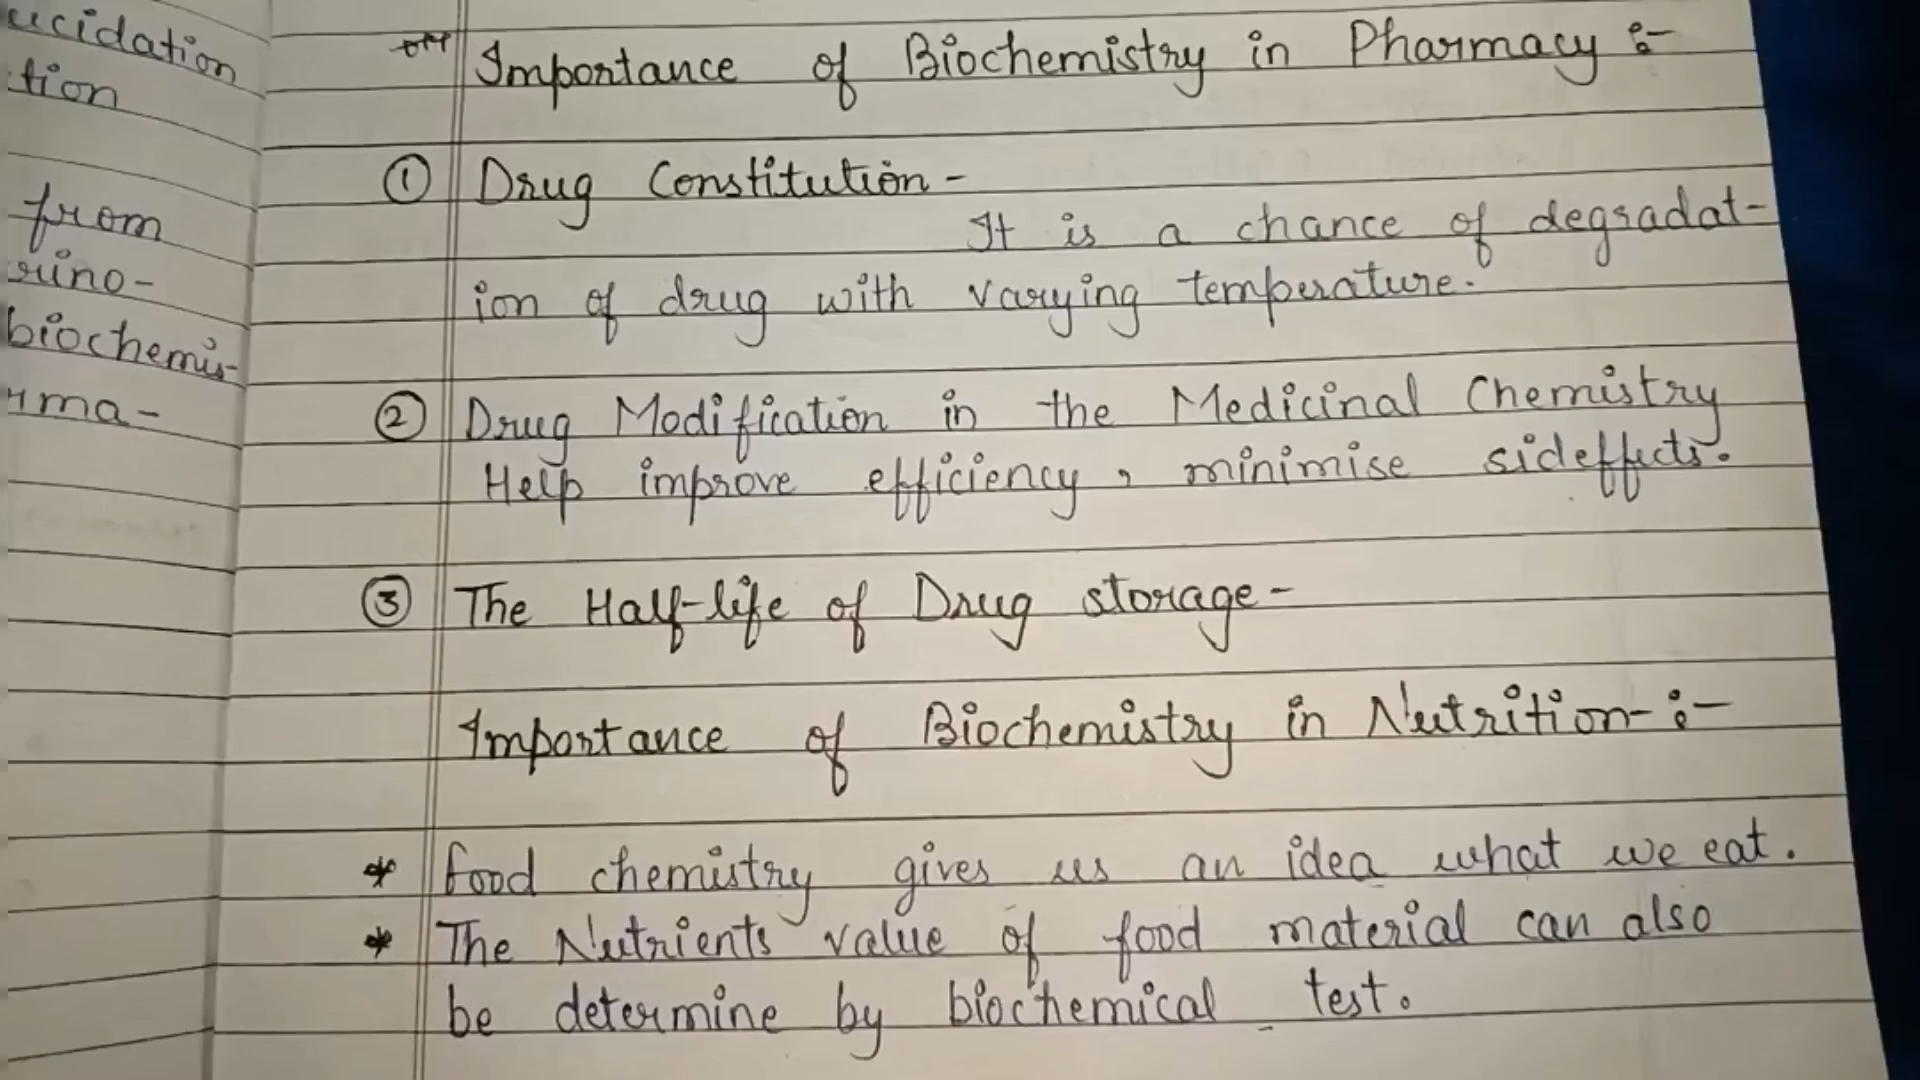 ucidation
tion
from
rino-
biochemis-
rma-
Importance of Biochemistry in Pharmacy :-
① Drug Constitution -
It is a chance of degradat-
ion of drug with varying temperature.
② Drug Modification in the Medicinal Chemistry
Help improve efficiency, minimise sideffects.
③ The Half-life of Drug storage -
Importance of Biochemistry in Nutrition- :-
* food chemistry gives us an idea what we eat.
* The Nutrients value of food material can also
be determine by biochemical test.